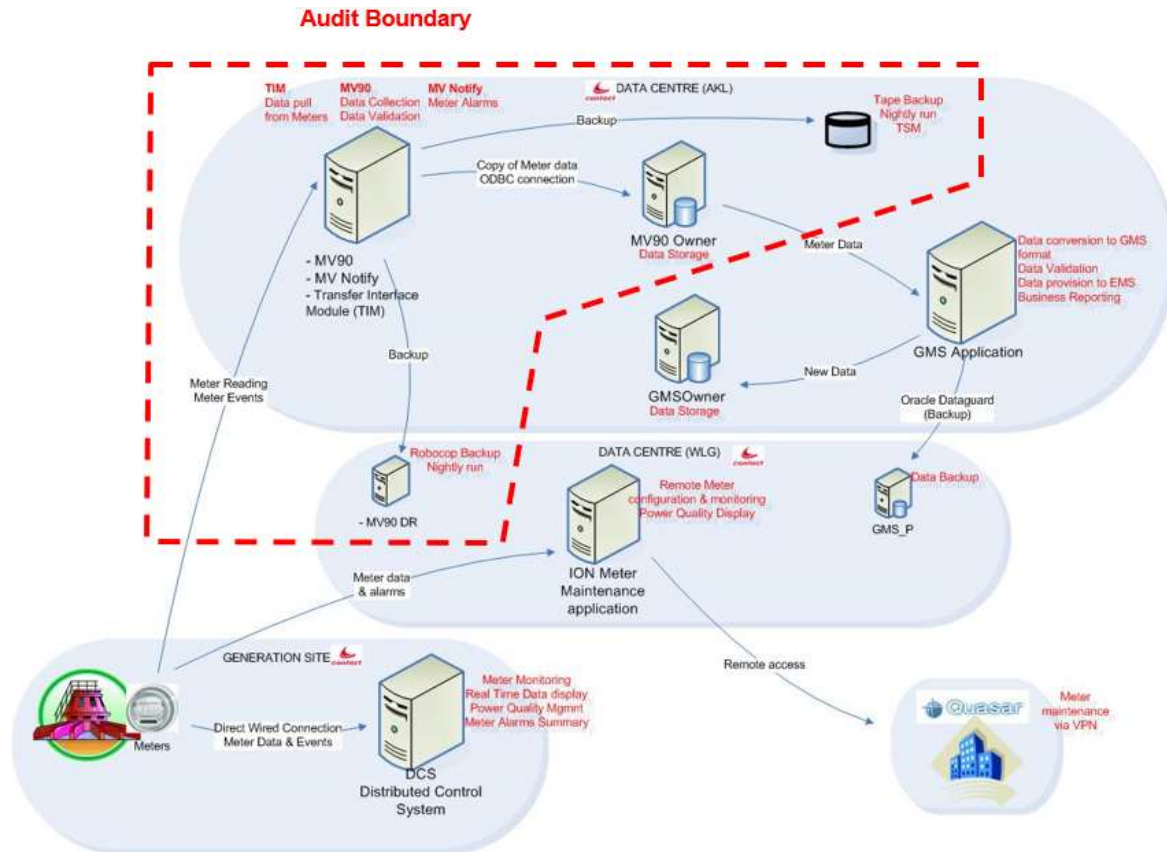 Audit Boundary
TIM
Data pull
from Meters
MV90
Data Collection
Data Validation
MV Notify
Meter Alarms
contact
DATA CENTRE (AKL)
Tape Backup
Nightly run
TSM
Backup
Copy of Meter data
ODBC connection
MV90 Owner
Data Storage
Meter Data
- MV90
- MV Notify
- Transfer Interface
Module (TIM)
Data conversion to GMS
format
Data Validation
Data provision to EMS
Business Reporting
GMS Application
Backup
New Data
GMSOwner
Data Storage
Meter Reading
Meter Events
Oracle Dataguard
(Backup)
DATA CENTRE (WLG)
contact
Robocop Backup
Nightly run
- MV90 DR
Remote Meter
configuration & monitoring
Power Quality Display
Data Backup
GMS_P
ION Meter
Maintenance
application
Meter data
& alarms
GENERATION SITE
contact
Remote access
Meter Monitoring
Real Time Data display
Power Quality Mgmnt
Meter Alarms Summary
Direct Wired Connection
Meter Data & Events
Meters
DCS
Distributed Control
System
Quasar
Meter
maintenance
via VPN